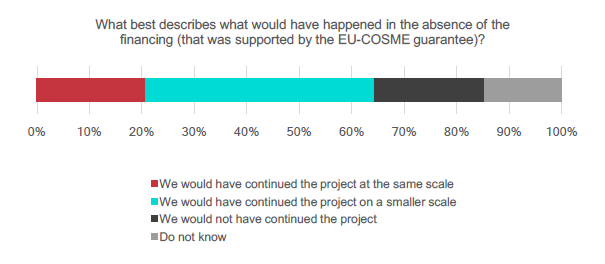 What best describes what would have happened in the absence of the
financing (that was supported by the EU-COSME guarantee)?
0% 10% 20% 30% 40% 50% 60% 70% 80% 90% 100%
We would have continued the project at the same scale
We would have continued the project on a smaller scale
We would not have continued the project
Do not know